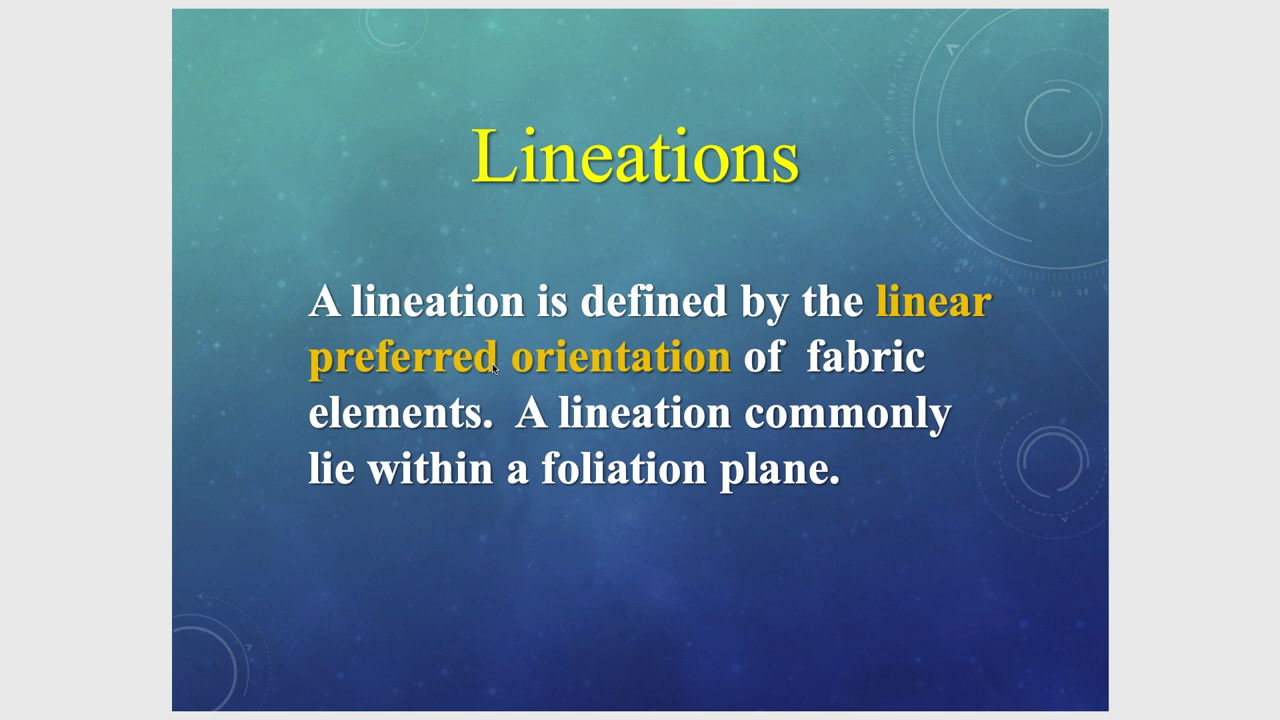 Lineations
A lineation is defined by the linear
preferred orientation of  fabric
elements.  A lineation commonly
lie within a foliation plane.